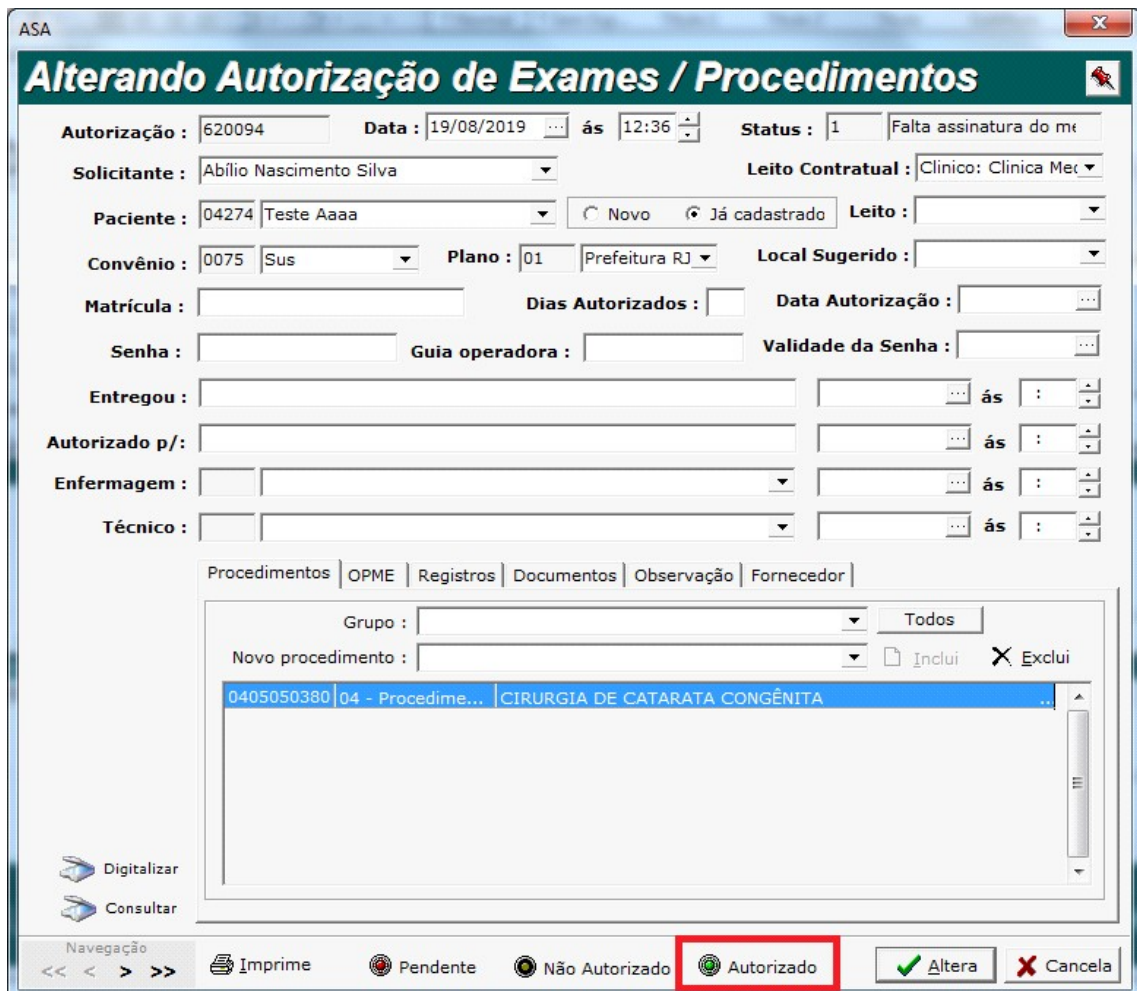 ASA
Alterando Autorização de Exames / Procedimentos
Autorização : 620094 Data : 19/08/2019 ... ás 12:36 Status : 1 Falta assinatura do me
Solicitante : Abílio Nascimento Silva Leito Contratual : Clinico: Clinica Med
Paciente : 04274 Teste Aaaa Novo Já cadastrado Leito :
Convênio : 0075 Sus Plano : 01 Prefeitura RJ Local Sugerido :
Matrícula : Dias Autorizados : Data Autorização : ...
Senha : Guia operadora : Validade da Senha : ...
Entregou : ... ás :
Autorizado p/: ... ás :
Enfermagem : ... ás :
Técnico : ... ás :
Procedimentos OPME Registros Documentos Observação Fornecedor
Grupo : Todos
Novo procedimento : Inclui Exclui
0405050380 04 - Procedime... CIRURGIA DE CATARATA CONGÊNITA ...
Digitalizar
Consultar
Navegação
<< < > >> Imprime Pendente Não Autorizado Autorizado Altera Cancela